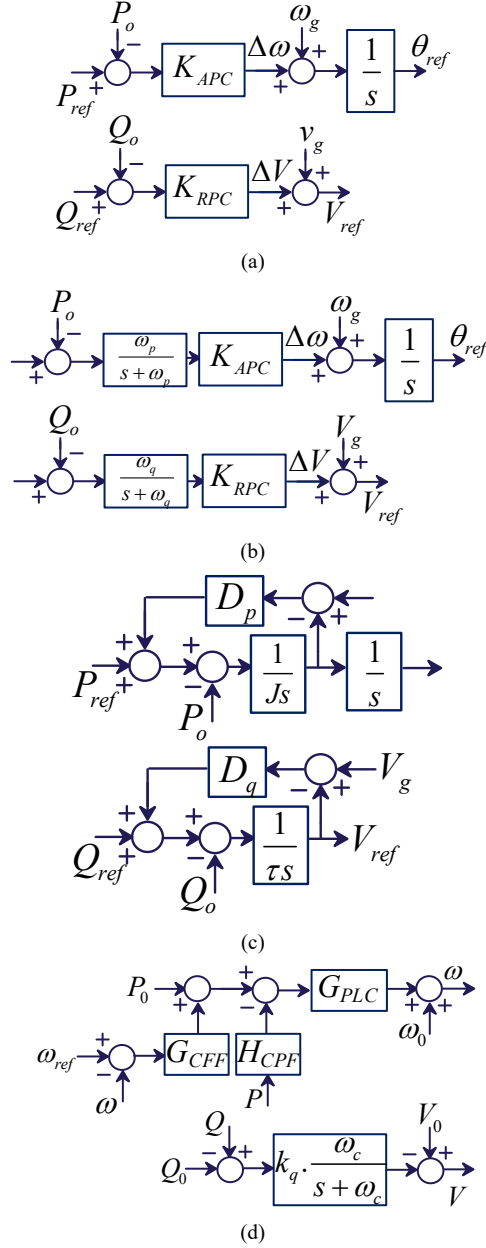 P_o
−
P_ref + K_APC Δω + ω_g + 1/s θ_ref
Q_o
−
Q_ref + K_RPC ΔV + v_g + V_ref
(a)
P_o
−
+ ω_p/(s + ω_p) K_APC Δω + ω_g + 1/s θ_ref
Q_o
−
+ ω_q/(s + ω_q) K_RPC ΔV + V_g + V_ref
(b)
D_p − +
P_ref + + + − P_o 1/Js 1/s
D_q − + V_g
Q_ref + + + − Q_o 1/τs V_ref
(c)
P_0 + + + − G_PLC + + ω
ω_0
ω_ref + − G_CFF H_CPF
ω P
Q V_0
Q_0 − + k_q · ω_c/(s + ω_c) − + V
(d)